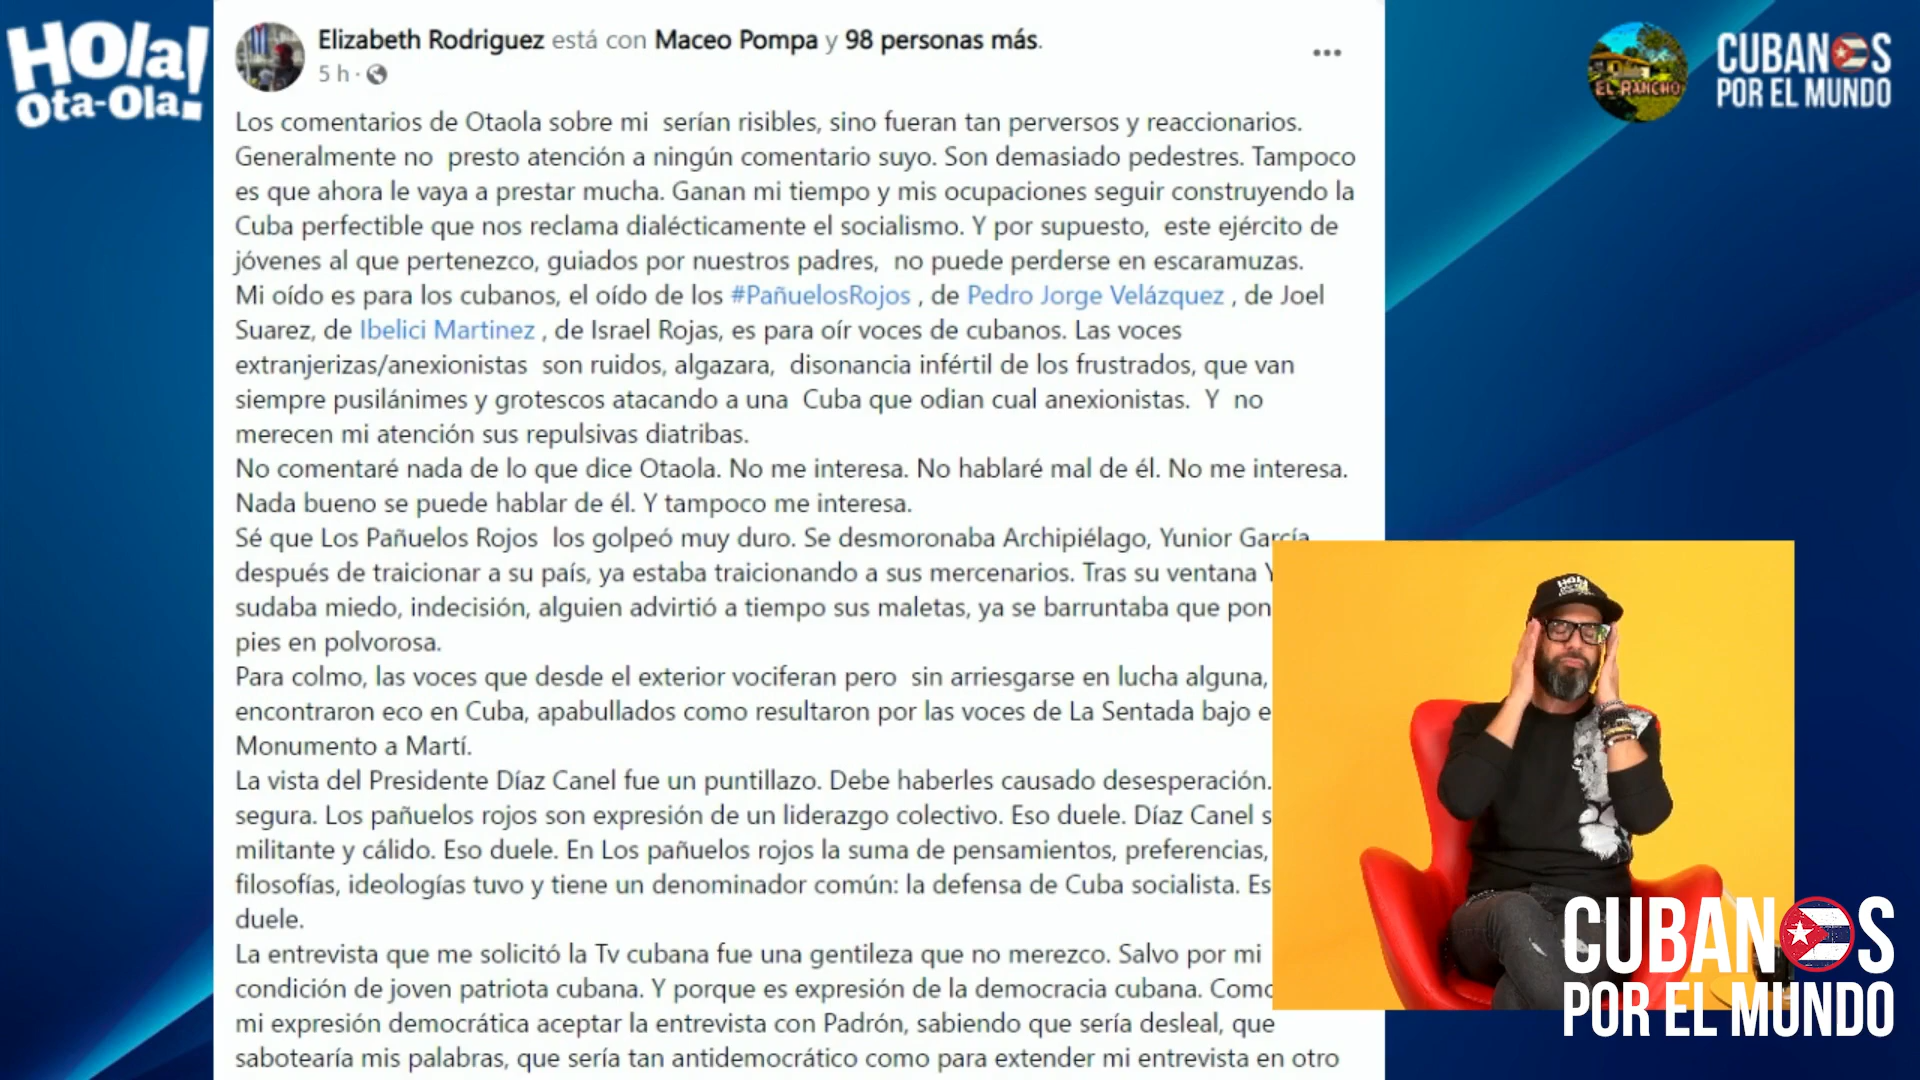 HOla!
Ota-Ola!
Elizabeth Rodriguez está con Maceo Pompa y 98 personas más.
5 h ·
EL RANCHO
CUBANOS
POR EL MUNDO
Los comentarios de Otaola sobre mi serían risibles, sino fueran tan perversos y reaccionarios.
Generalmente no presto atención a ningún comentario suyo. Son demasiado pedestres. Tampoco
es que ahora le vaya a prestar mucha. Ganan mi tiempo y mis ocupaciones seguir construyendo la
Cuba perfectible que nos reclama dialécticamente el socialismo. Y por supuesto, este ejército de
jóvenes al que pertenezco, guiados por nuestros padres, no puede perderse en escaramuzas.
Mi oído es para los cubanos, el oído de los #PañuelosRojos , de Pedro Jorge Velázquez , de Joel
Suarez, de Ibelici Martinez , de Israel Rojas, es para oír voces de cubanos. Las voces
extranjerizas/anexionistas son ruidos, algazara, disonancia infértil de los frustrados, que van
siempre pusilánimes y grotescos atacando a una Cuba que odian cual anexionistas. Y no
merecen mi atención sus repulsivas diatribas.
No comentaré nada de lo que dice Otaola. No me interesa. No hablaré mal de él. No me interesa.
Nada bueno se puede hablar de él. Y tampoco me interesa.
Sé que Los Pañuelos Rojos los golpeó muy duro. Se desmoronaba Archipiélago, Yunior García
después de traicionar a su país, ya estaba traicionando a sus mercenarios. Tras su ventana Y
sudaba miedo, indecisión, alguien advirtió a tiempo sus maletas, ya se barruntaba que pon
pies en polvorosa.
Para colmo, las voces que desde el exterior vociferan pero sin arriesgarse en lucha alguna,
encontraron eco en Cuba, apabullados como resultaron por las voces de La Sentada bajo e
Monumento a Martí.
La vista del Presidente Díaz Canel fue un puntillazo. Debe haberles causado desesperación.
segura. Los pañuelos rojos son expresión de un liderazgo colectivo. Eso duele. Díaz Canel s
militante y cálido. Eso duele. En Los pañuelos rojos la suma de pensamientos, preferencias,
filosofías, ideologías tuvo y tiene un denominador común: la defensa de Cuba socialista. Es
duele.
La entrevista que me solicitó la Tv cubana fue una gentileza que no merezco. Salvo por mi
condición de joven patriota cubana. Y porque es expresión de la democracia cubana. Como
mi expresión democrática aceptar la entrevista con Padrón, sabiendo que sería desleal, que
sabotearía mis palabras, que sería tan antidemocrático como para extender mi entrevista en otro
CUBANOS
POR EL MUNDO